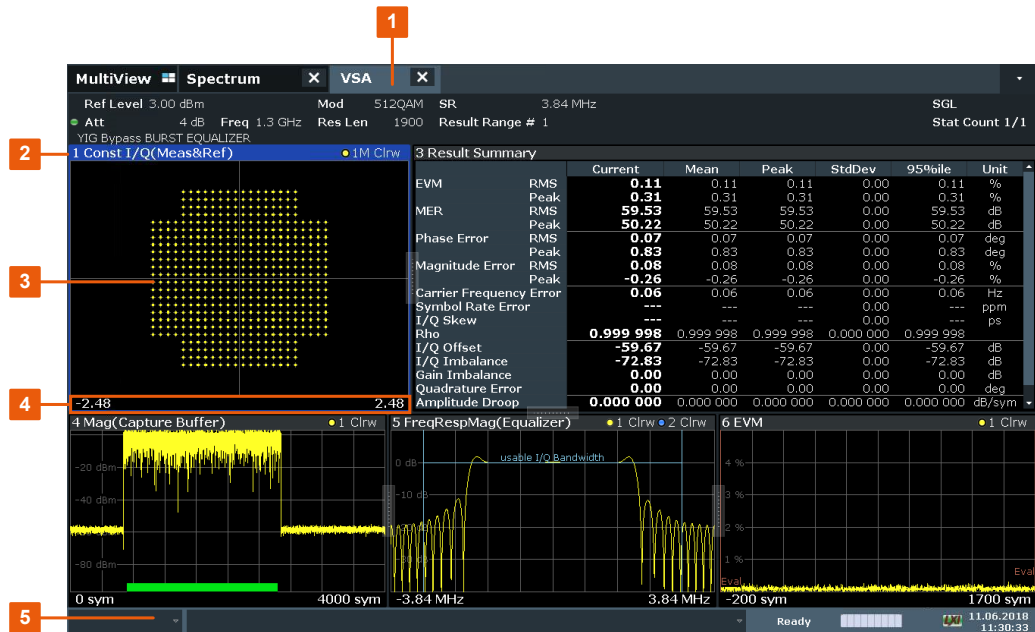 1
MultiView Spectrum X VSA X
Ref Level 3.00 dBm Mod 512QAM SR 3.84 MHz SGL
Att 4 dB Freq 1.3 GHz Res Len 1900 Result Range # 1 Stat Count 1/1
YIG Bypass BURST EQUALIZER
2
1 Const I/Q(Meas&Ref) 1M Clrw
3
-2.48 2.48
4
3 Result Summary
Current Mean Peak StdDev 95%ile Unit
EVM RMS 0.11 0.11 0.11 0.00 0.11 %
Peak 0.31 0.31 0.31 0.00 0.31 %
MER RMS 59.53 59.53 59.53 0.00 59.53 dB
Peak 50.22 50.22 50.22 0.00 50.22 dB
Phase Error RMS 0.07 0.07 0.07 0.00 0.07 deg
Peak 0.83 0.83 0.83 0.00 0.83 deg
Magnitude Error RMS 0.08 0.08 0.08 0.00 0.08 %
Peak -0.26 -0.26 -0.26 0.00 -0.26 %
Carrier Frequency Error 0.06 0.06 0.06 0.00 0.06 Hz
Symbol Rate Error --- --- --- 0.00 --- ppm
I/Q Skew --- --- --- 0.00 --- ps
Rho 0.999 998 0.999 998 0.999 998 0.000 000 0.999 998
I/Q Offset -59.67 -59.67 -59.67 0.00 -59.67 dB
I/Q Imbalance -72.83 -72.83 -72.83 0.00 -72.83 dB
Gain Imbalance 0.00 0.00 0.00 0.00 0.00 dB
Quadrature Error 0.00 0.00 0.00 0.00 0.00 deg
Amplitude Droop 0.000 000 0.000 000 0.000 000 0.000 000 0.000 000 dB/sym
4 Mag(Capture Buffer) 1 Clrw
-20 dBm
-40 dBm
-80 dBm
0 sym 4000 sym
5 FreqRespMag(Equalizer) 1 Clrw 2 Clrw
usable I/Q Bandwidth
0 dB
-10 dB
-3.84 MHz 3.84 MHz
6 EVM 1 Clrw
4 %
3 %
2 %
1 %
Eval Eval
-200 sym 1700 sym
5
Ready LXI 11.06.2018
11:30:33